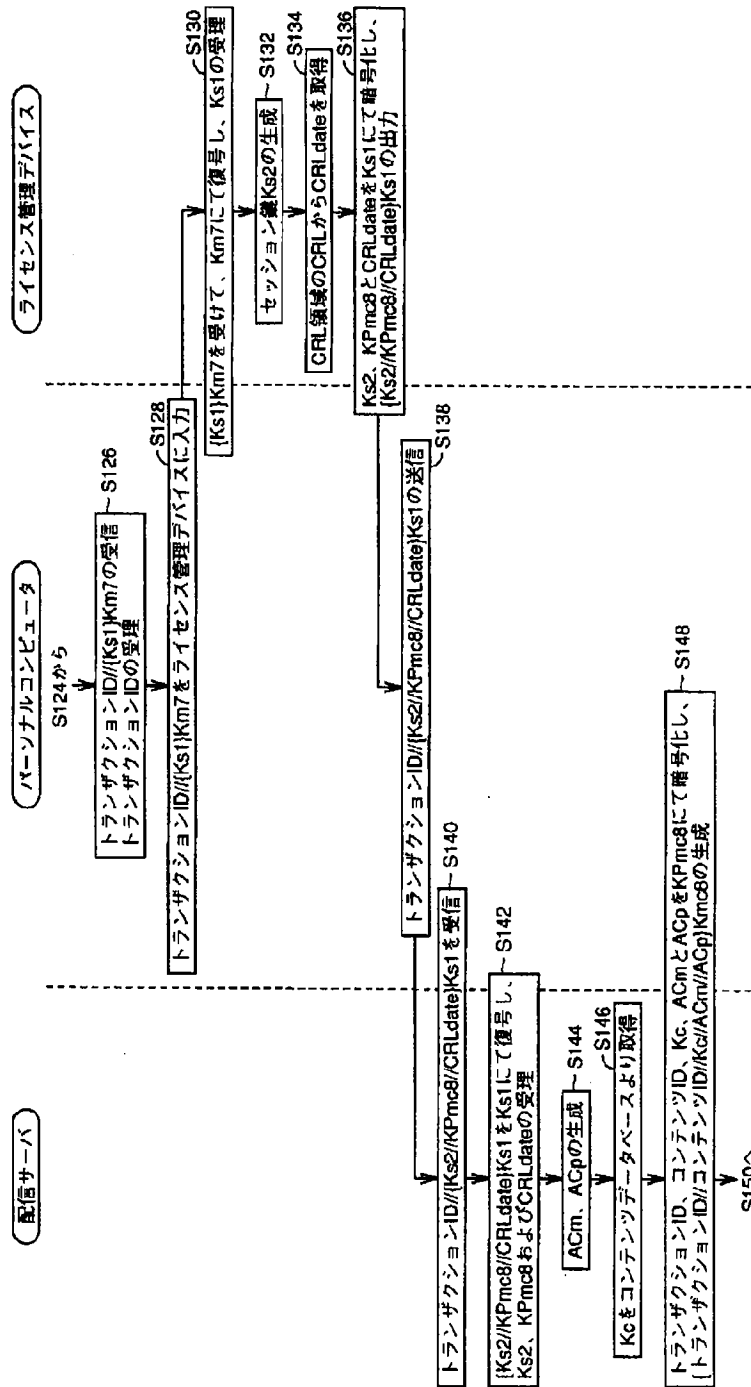 配信サーバ
パーソナルコンピュータ
ライセンス管理デバイス
S124から
S126
トランザクションID//{Ks1}Km7の受信
トランザクションIDの受理
S128
トランザクションID//{Ks1}Km7をライセンス管理デバイスに入力
S130
{Ks1}Km7を受けて、Km7にて復号し、Ks1の受理
S132
セッション鍵Ks2の生成
S134
CRL領域のCRLからCRLdateを取得
S136
Ks2、KPmc8とCRLdateをKs1にて暗号化し、
{Ks2//KPmc8//CRLdate}Ks1の出力
S138
トランザクションID//{Ks2//KPmc8//CRLdate}Ks1の送信
S140
トランザクションID//{Ks2//KPmc8//CRLdate}Ks1を受信
S142
{Ks2//KPmc8//CRLdate}Ks1をKs1にて復号し、
Ks2、KPmc8およびCRLdateの受理
S144
ACm、ACpの生成
S146
Kcをコンテンツデータベースより取得
S148
トランザクションID、コンテンツID、Kc、ACmとACpをKPmc8にて暗号化し、
{トランザクションID//コンテンツID//Kc//ACm//ACp}Kmc8の生成
S150へ